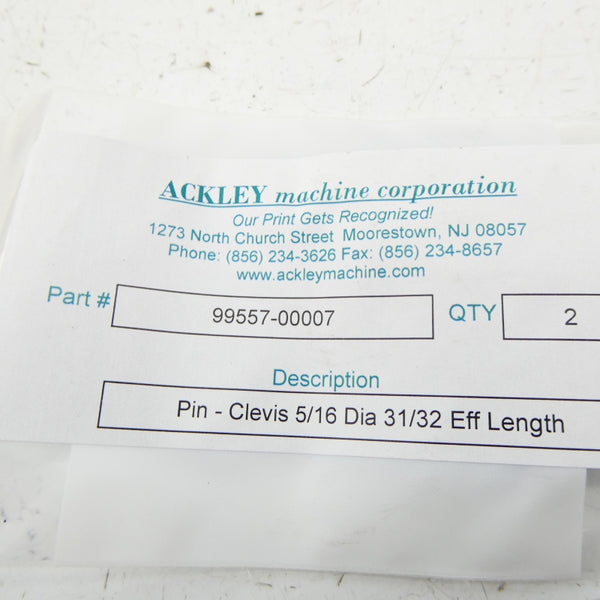 ACKLEY machine corporation
Our Print Gets Recognized!
1273 North Church Street Moorestown, NJ 08057
Phone: (856) 234-3626 Fax: (856) 234-8657
www.ackleymachine.com
Part # 99557-00007 QTY 2
Description
Pin - Clevis 5/16 Dia 31/32 Eff Length